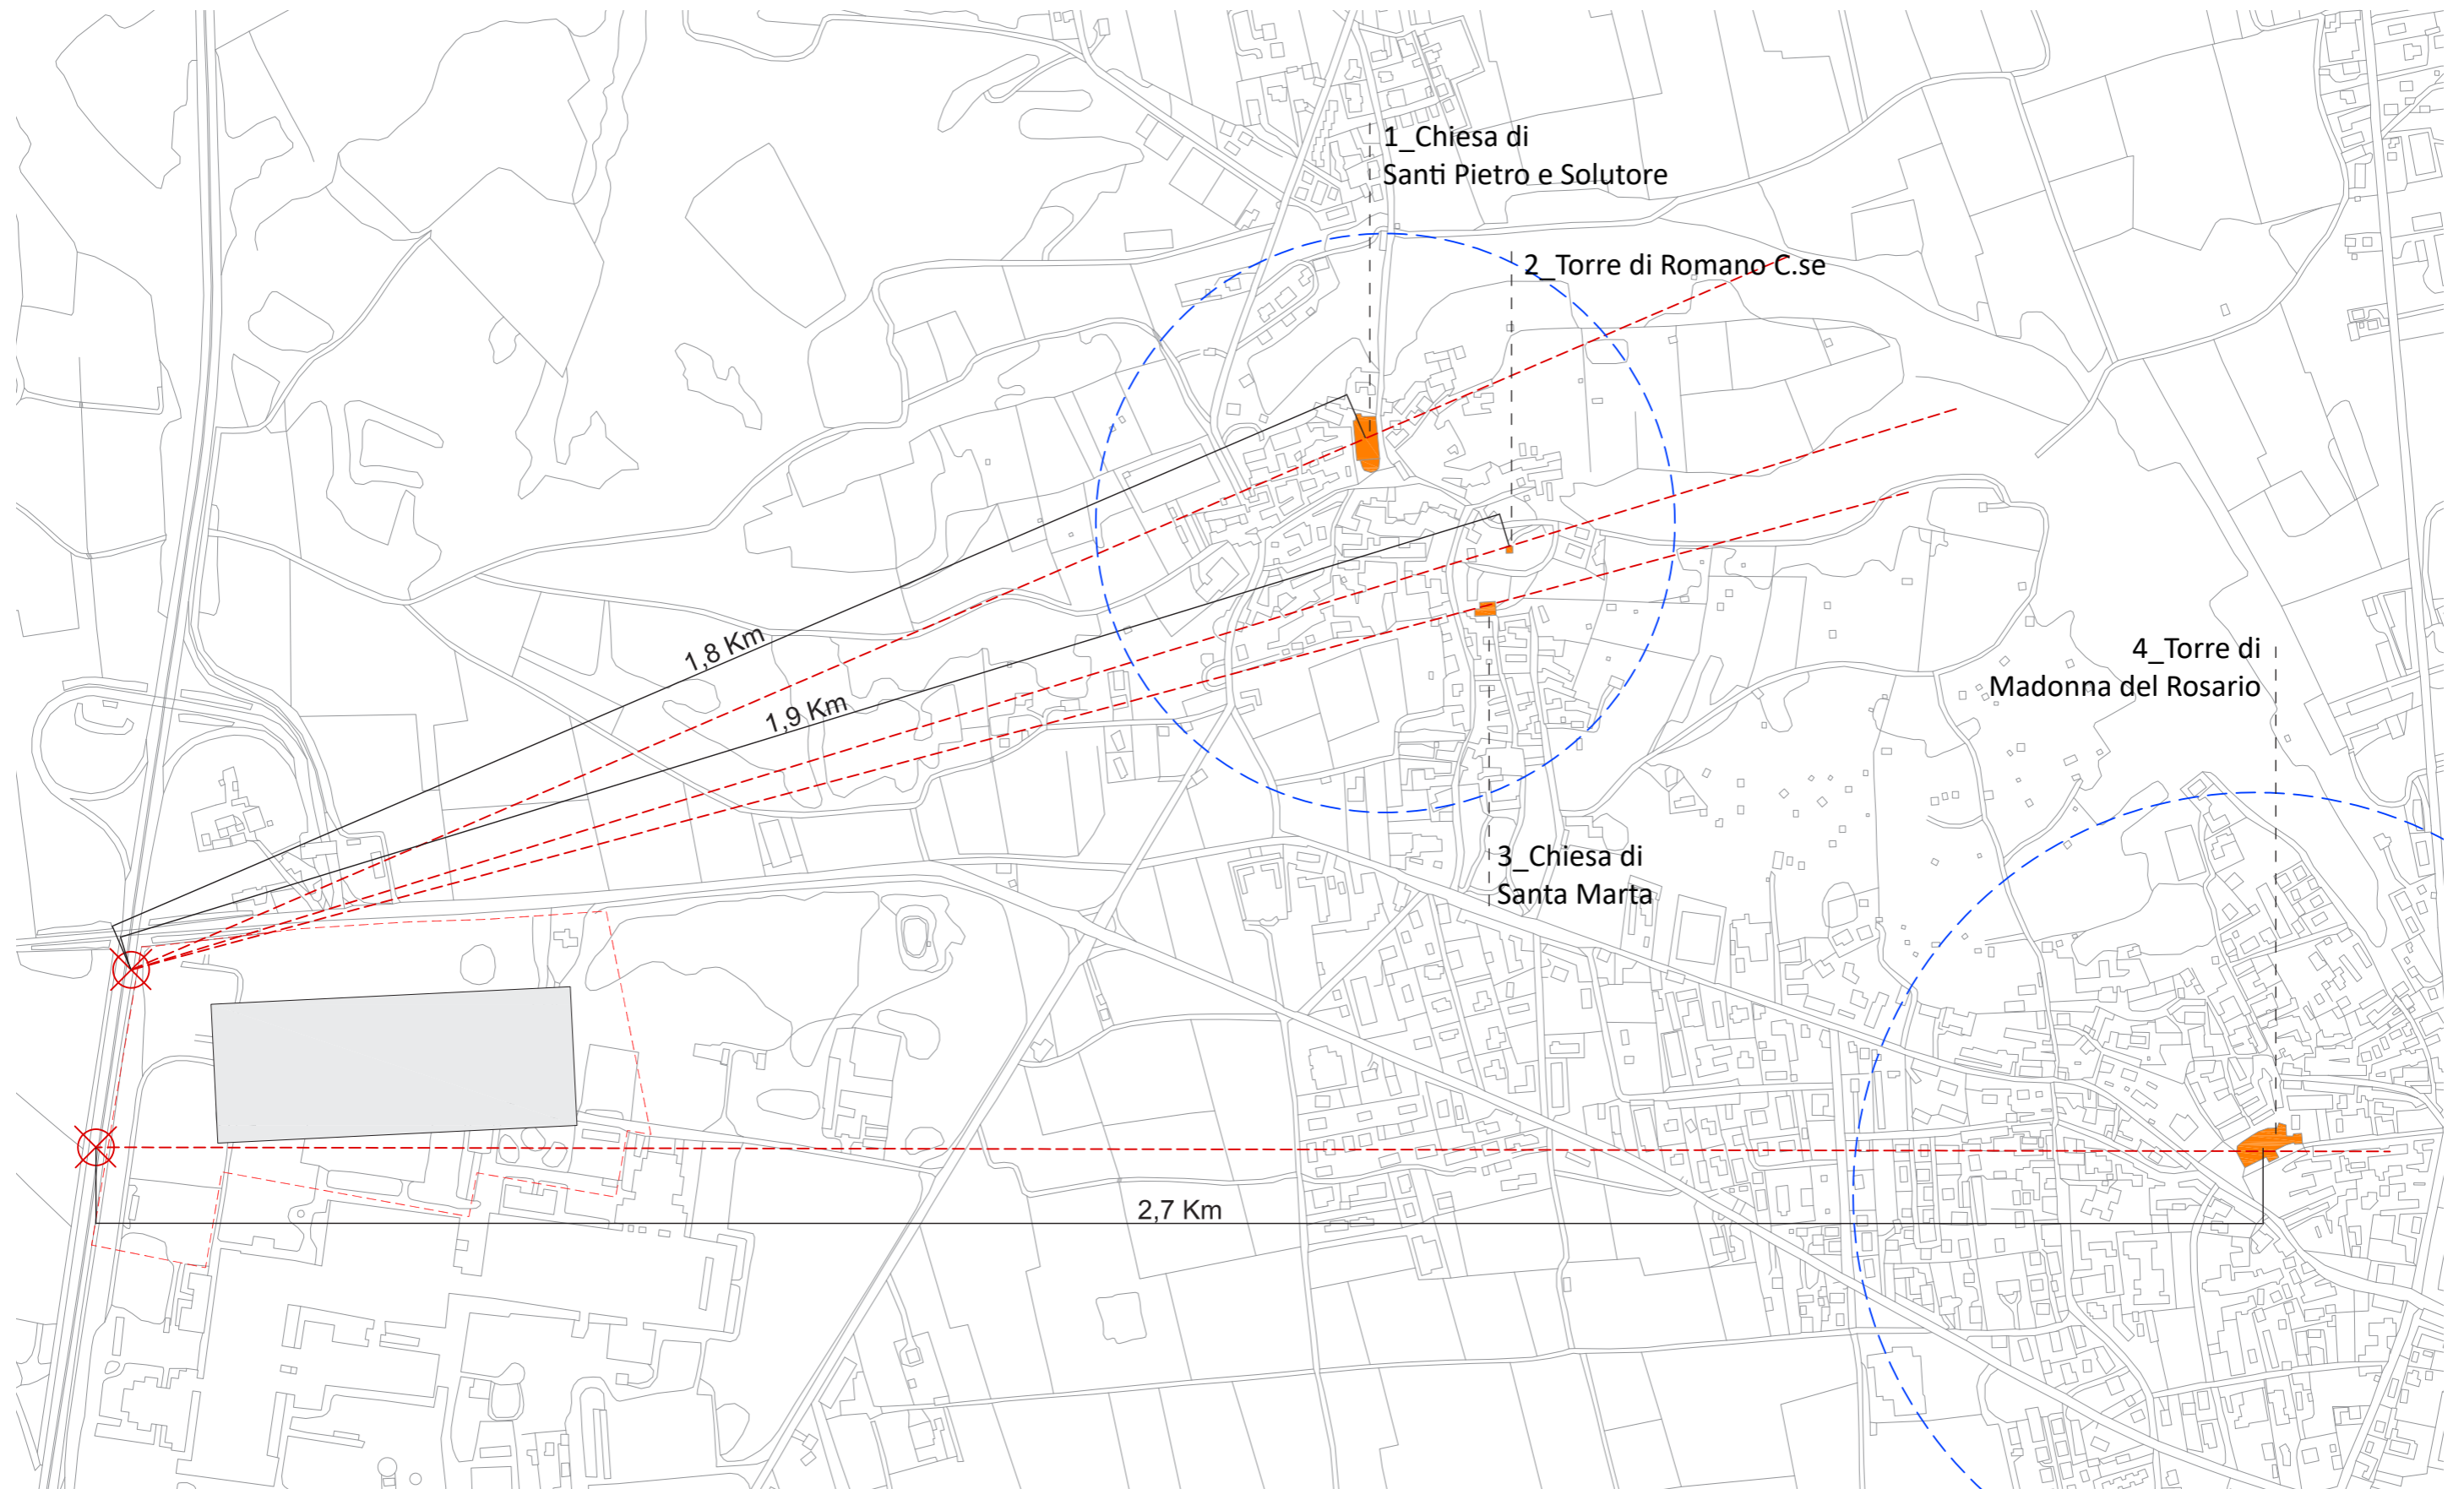 1_Chiesa di
Santi Pietro e Solutore
2_Torre di Romano C.se
1,8 Km
1,9 Km
4_Torre di
Madonna del Rosario
3_Chiesa di
Santa Marta
2,7 Km